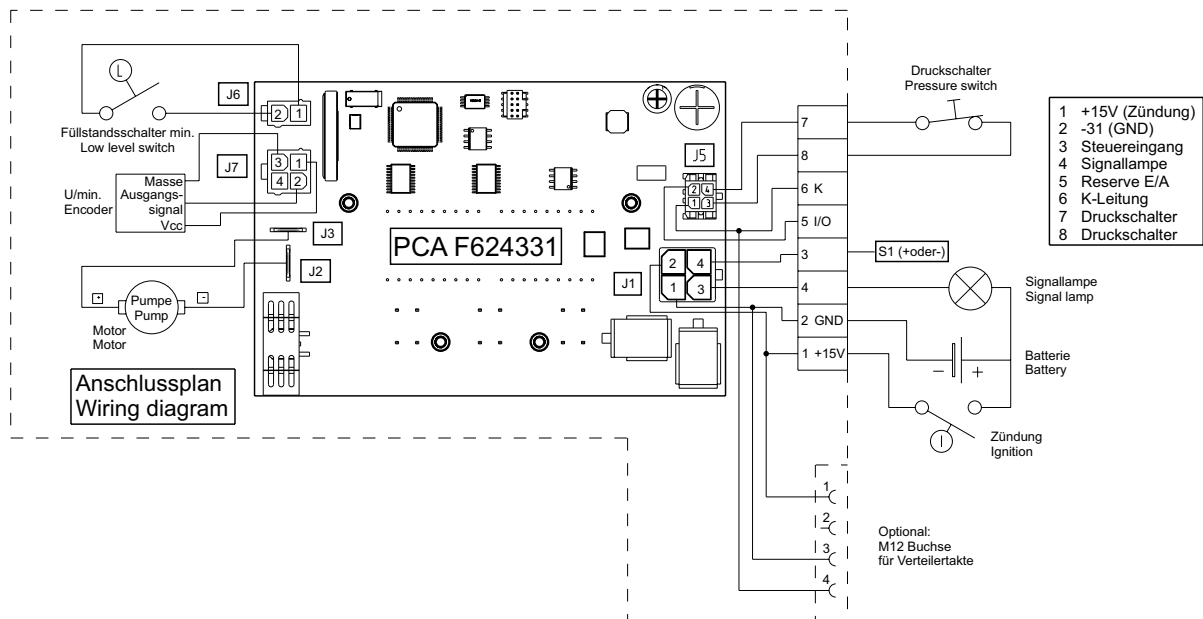 L
J6
2 1
Füllstandsschalter min.
Low level switch
J7
3 1
4 2
U/min.
Encoder
Masse
Ausgangs-
signal
Vcc
J3
J2
+
-
Pumpe
Pump
Motor
Motor
Anschlussplan
Wiring diagram
PCA F624331
J5
2 4
1 3
J1
2 4
1 3
7
8
6 K
5 I/O
3
4
2 GND
1 +15V
Druckschalter
Pressure switch
S1 (+oder-)
Signallampe
Signal lamp
Batterie
Battery
- +
Zündung
Ignition
I
1
2
3
4
Optional:
M12 Buchse
für Verteilertakte
1 +15V (Zündung)
2 -31 (GND)
3 Steuereingang
4 Signallampe
5 Reserve E/A
6 K-Leitung
7 Druckschalter
8 Druckschalter